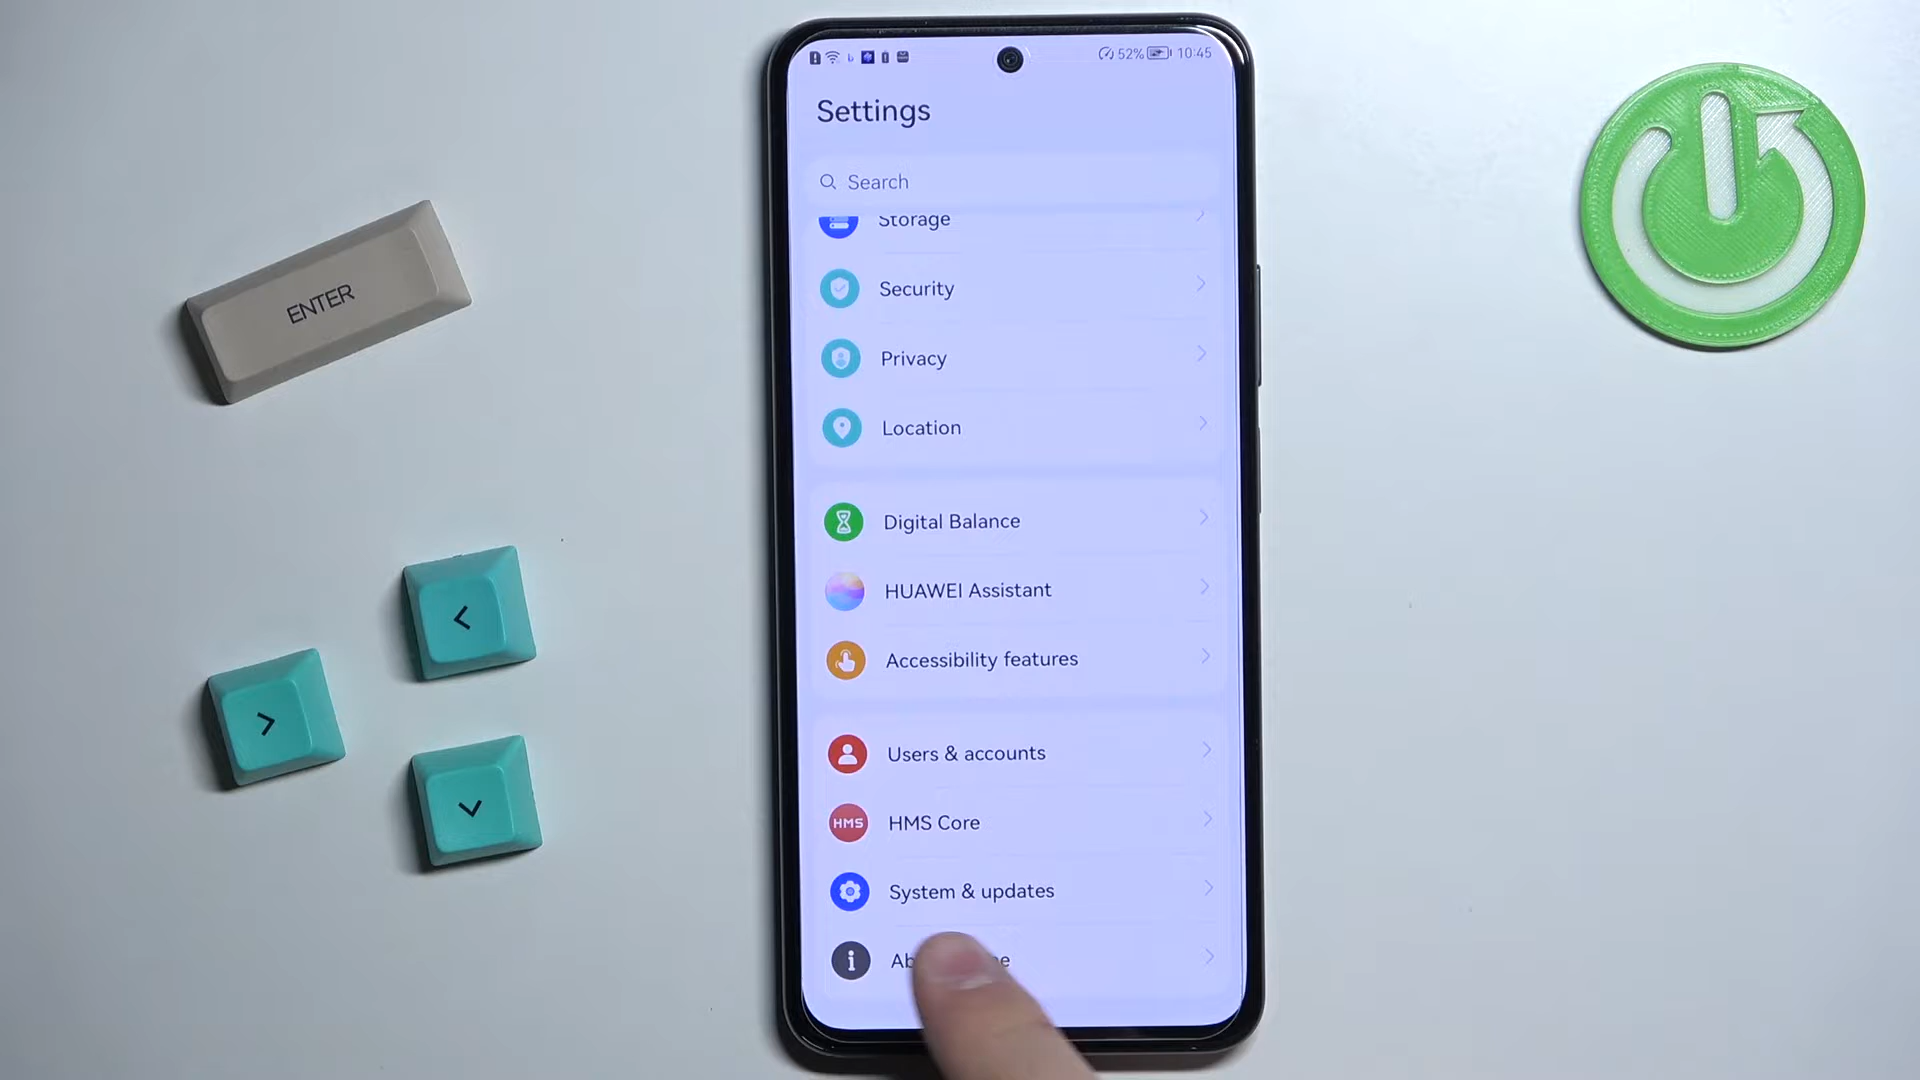 52% 10:45
Settings
Search
Storage
Security
Privacy
Location
Digital Balance
HUAWEI Assistant
Accessibility features
Users & accounts
HMS HMS Core
System & updates
ENTER
<
>